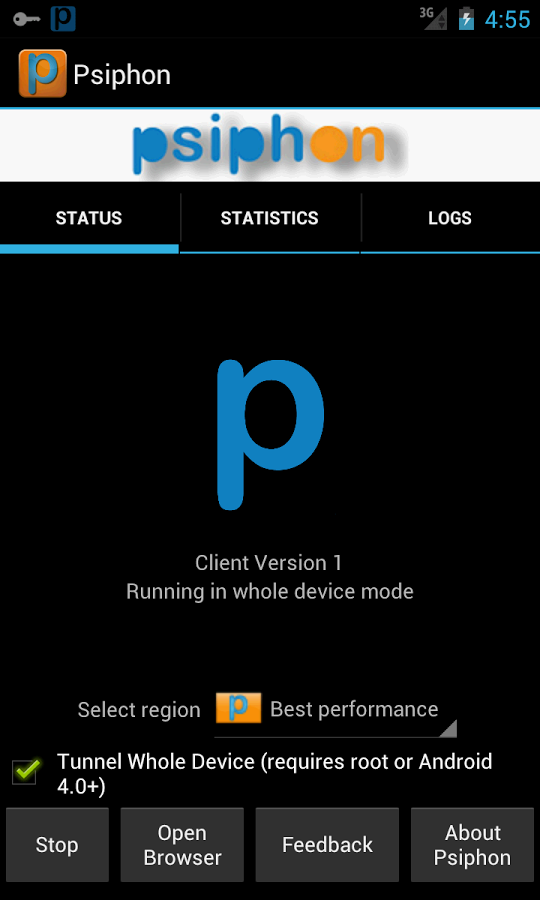 3G 4:55
Psiphon
psiphon
STATUS STATISTICS LOGS
Client Version 1
Running in whole device mode
Select region Best performance
Tunnel Whole Device (requires root or Android
4.0+)
Stop
Open
Browser
Feedback
About
Psiphon